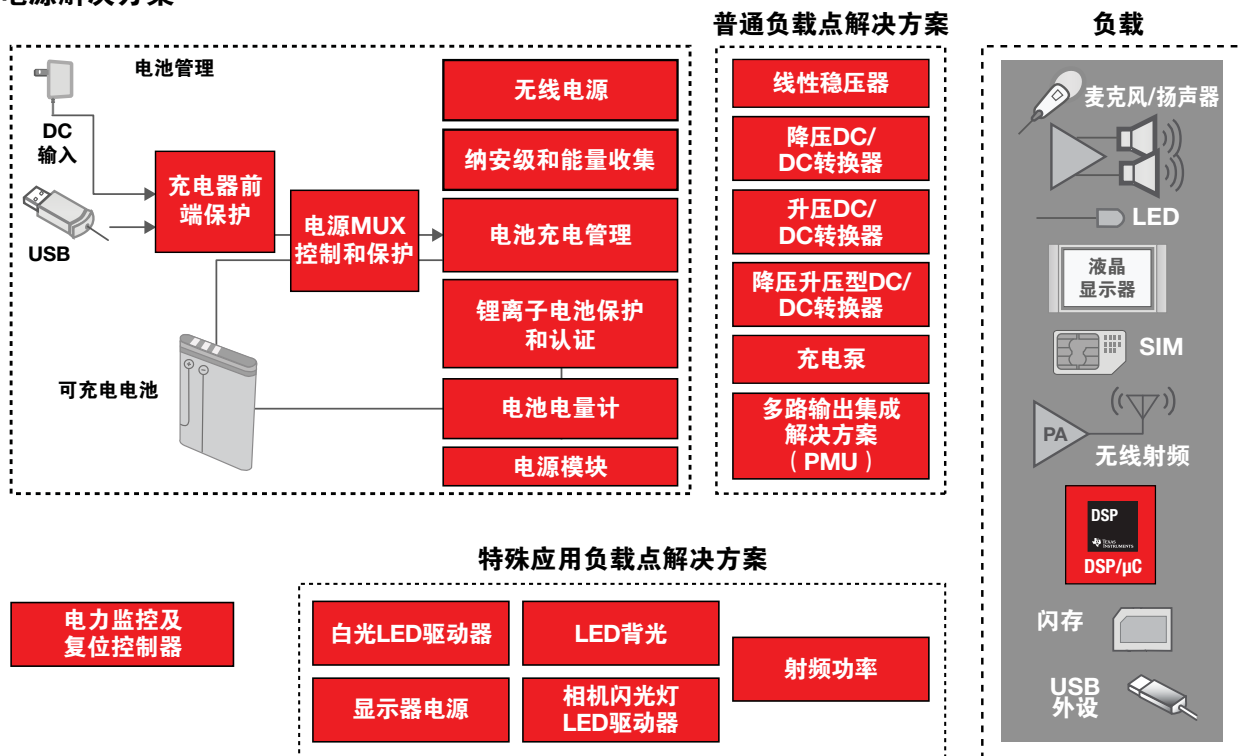 电源解决方案
普通负载点解决方案
负载
电池管理
DC
输入
USB
充电器前
端保护
电源MUX
控制和保护
可充电电池
无线电源
纳安级和能量收集
电池充电管理
锂离子电池保护
和认证
电池电量计
电源模块
线性稳压器
降压DC/
DC转换器
升压DC/
DC转换器
降压升压型DC/
DC转换器
充电泵
多路输出集成
解决方案
（PMU）
麦克风/扬声器
LED
液晶
显示器
SIM
PA
无线射频
DSP
TEXAS
INSTRUMENTS
DSP/µC
闪存
USB
外设
特殊应用负载点解决方案
电力监控及
复位控制器
白光LED驱动器
LED背光
射频功率
显示器电源
相机闪光灯
LED驱动器